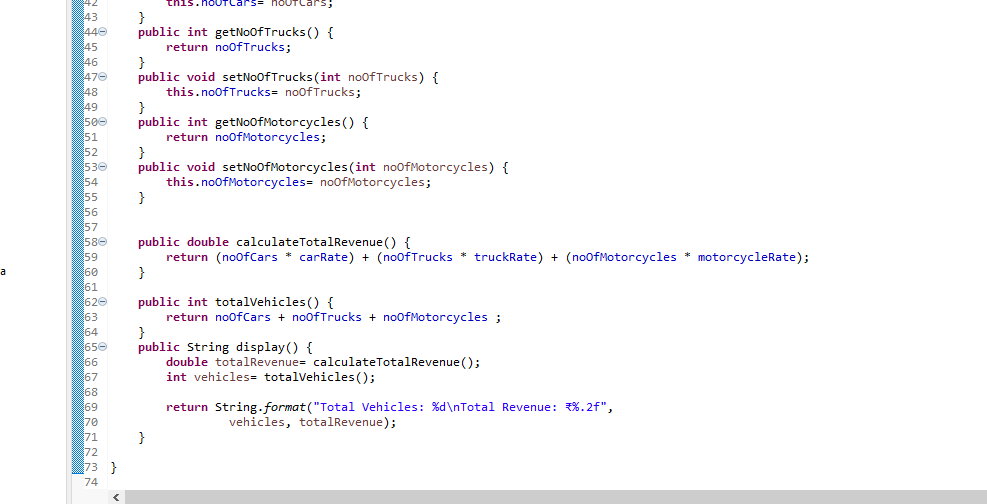 42 this.noOfCars= noOfCars;
43 }
44 public int getNoOfTrucks() {
45 return noOfTrucks;
46 }
47 public void setNoOfTrucks(int noOfTrucks) {
48 this.noOfTrucks= noOfTrucks;
49 }
50 public int getNoOfMotorcycles() {
51 return noOfMotorcycles;
52 }
53 public void setNoOfMotorcycles(int noOfMotorcycles) {
54 this.noOfMotorcycles= noOfMotorcycles;
55 }
56
57
58 public double calculateTotalRevenue() {
59 return (noOfCars * carRate) + (noOfTrucks * truckRate) + (noOfMotorcycles * motorcycleRate);
a
60 }
61
62 public int totalVehicles() {
63 return noOfCars + noOfTrucks + noOfMotorcycles ;
64 }
65 public String display() {
66 double totalRevenue= calculateTotalRevenue();
67 int vehicles= totalVehicles();
68
69 return String.format("Total Vehicles: %d\nTotal Revenue: ₹%.2f",
70 vehicles, totalRevenue);
71 }
72
73 }
74